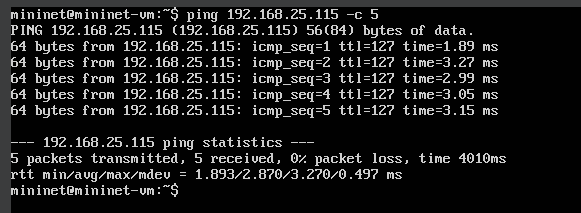 mininet@mininet-vm:~$ ping 192.168.25.115 -c 5
PING 192.168.25.115 (192.168.25.115) 56(84) bytes of data.
64 bytes from 192.168.25.115: icmp_seq=1 ttl=127 time=1.89 ms
64 bytes from 192.168.25.115: icmp_seq=2 ttl=127 time=3.27 ms
64 bytes from 192.168.25.115: icmp_seq=3 ttl=127 time=2.99 ms
64 bytes from 192.168.25.115: icmp_seq=4 ttl=127 time=3.05 ms
64 bytes from 192.168.25.115: icmp_seq=5 ttl=127 time=3.15 ms

--- 192.168.25.115 ping statistics ---
5 packets transmitted, 5 received, 0% packet loss, time 4010ms
rtt min/avg/max/mdev = 1.893/2.870/3.270/0.497 ms
mininet@mininet-vm:~$